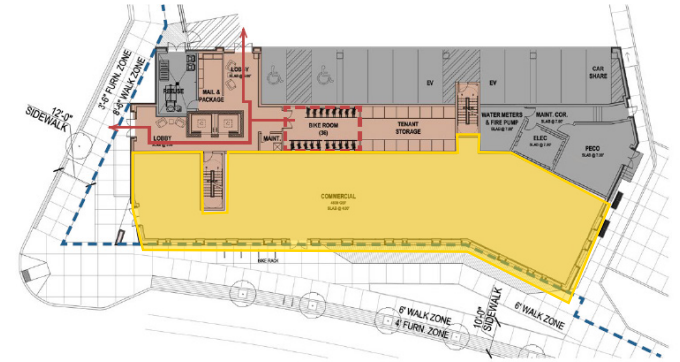 3'-6" FURN. ZONE
8'-6" WALK ZONE
12'-0"
SIDEWALK
LOBBY
MAIL &
PACKAGE
EV
EV
CAR
SHARE
LOBBY
MAINT.
BIKE ROOM
(38)
TENANT
STORAGE
WATER METERS
& FIRE PUMP
MAINT. COR.
ELEC
PECO
COMMERCIAL
BIKE RACK
6' WALK ZONE
4' FURN. ZONE
10'-0"
SIDEWALK
6' WALK ZONE